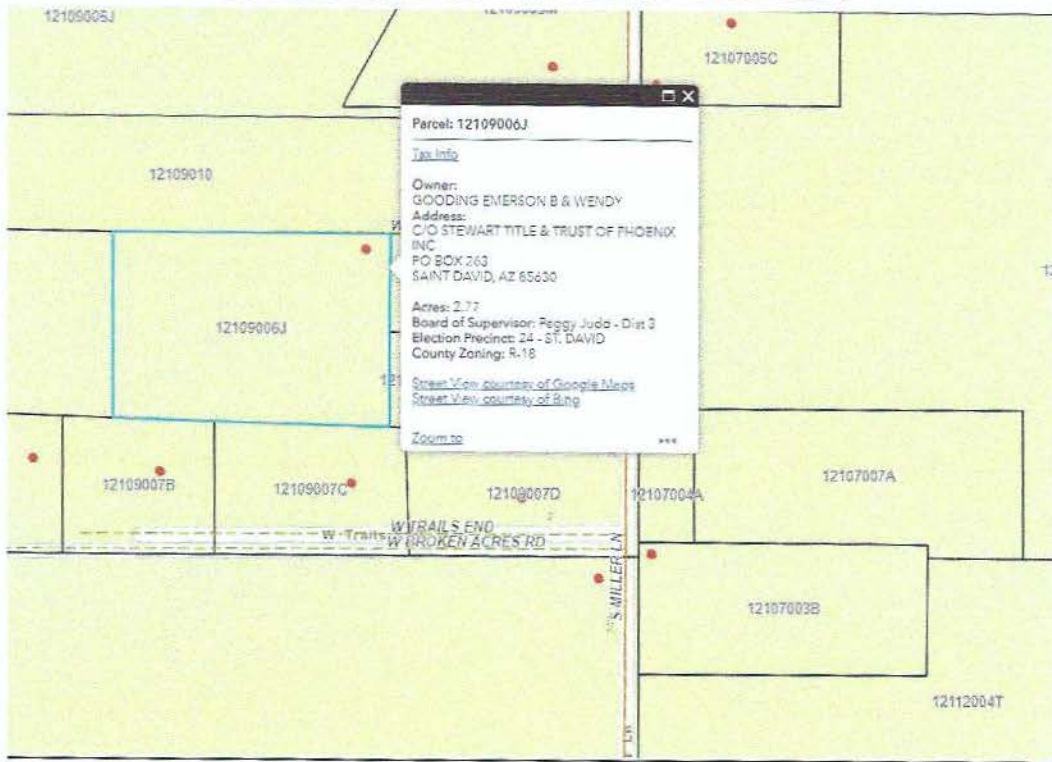 12109005J
12107005C
Parcel: 12109006J
Tax Info
Owner:
GOODING EMERSON B & WENDY
Address:
C/O STEWART TITLE & TRUST OF PHOENIX
INC
PO BOX 263
SAINT DAVID, AZ 85630
Acres: 2.77
Board of Supervisor: Peggy Judd - Dist 3
Election Precinct: 24 - ST. DAVID
County Zoning: R-18
Street View courtesy of Google Maps
Street View courtesy of Bing
Zoom to
12109010
W
12109006J
121
12109007B
12109007C
12109007D
12107004A
12107007A
W TRAILS END
W Trails
W BROKEN ACRES RD
S MILLER LN
12107003B
12112004T
LN